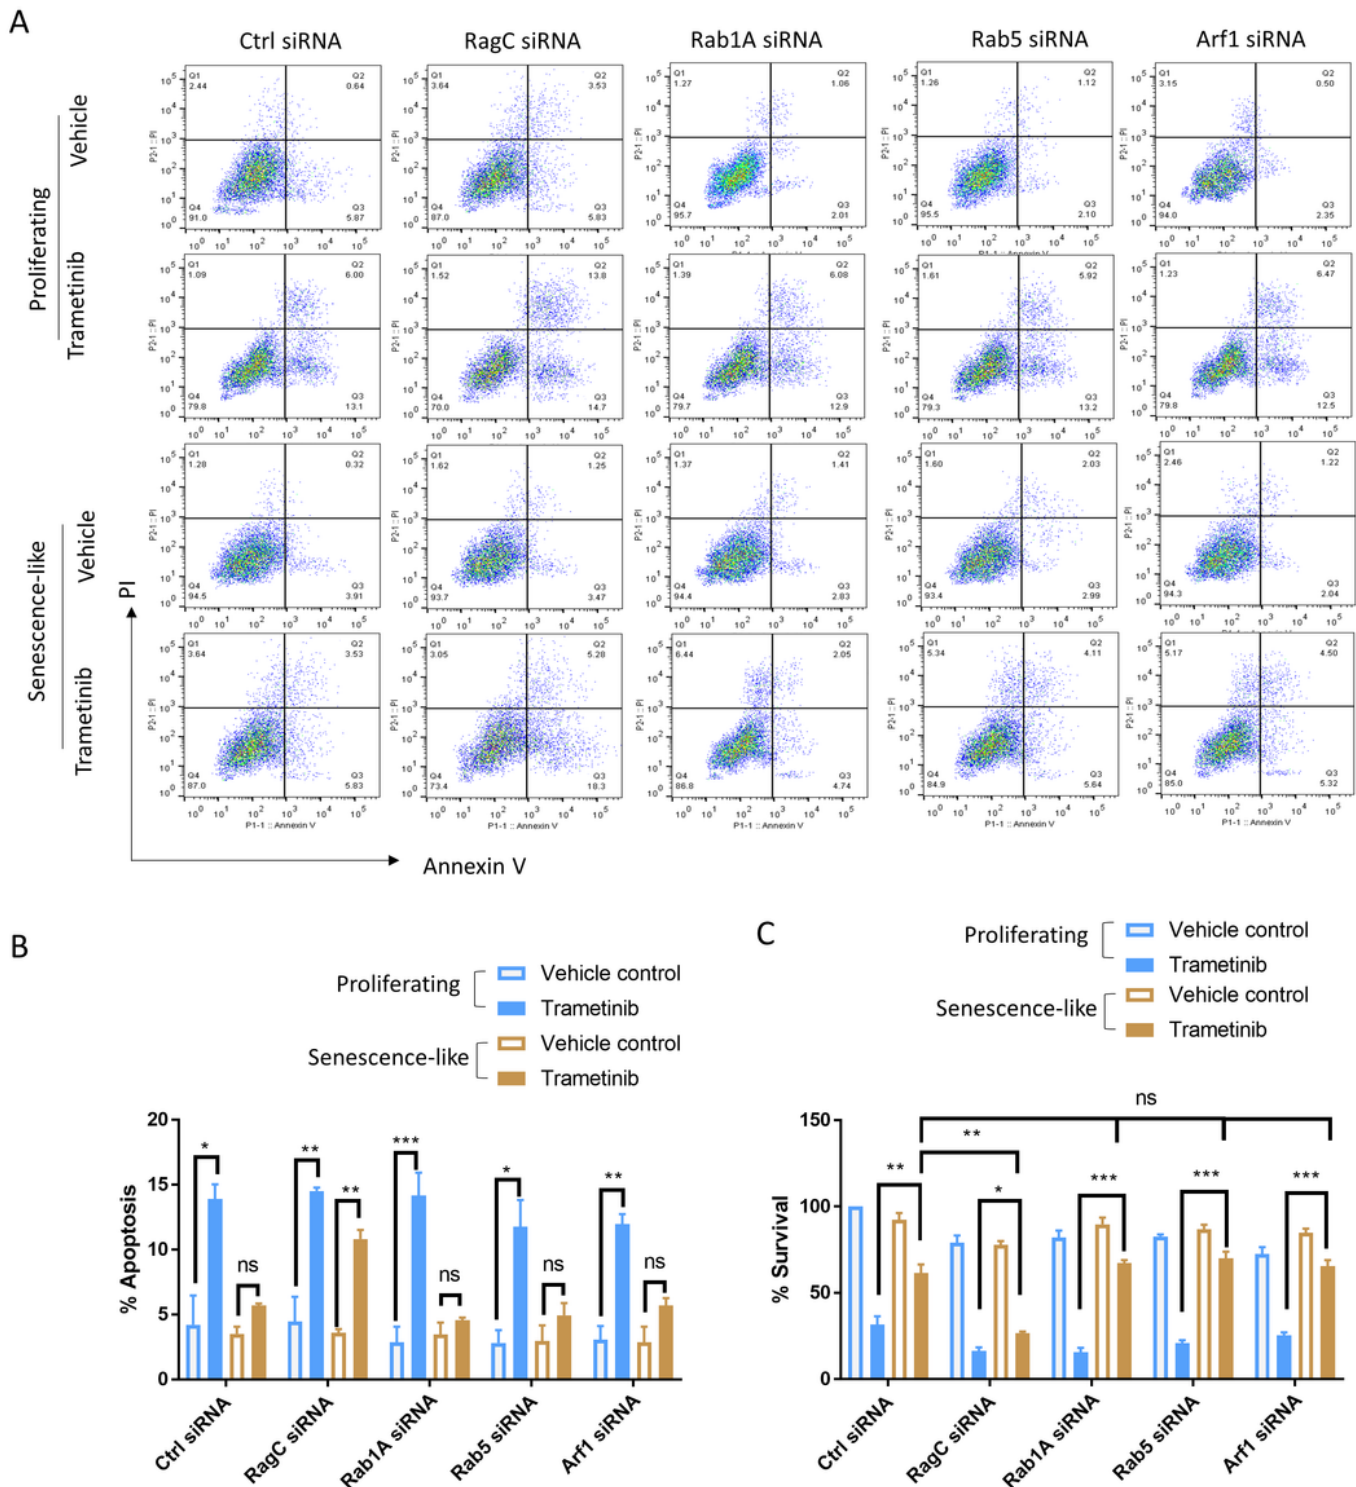 A
Ctrl siRNA RagC siRNA Rab1A siRNA Rab5 siRNA Arf1 siRNA
Proliferating
Vehicle
Q1 2.44 Q2 0.64 Q4 91.0 Q3 5.87
Q1 3.64 Q2 3.53 Q4 87.0 Q3 5.83
Q1 1.27 Q2 1.06 Q4 95.7 Q3 2.01
Q1 1.26 Q2 1.12 Q4 95.5 Q3 2.10
Q1 3.15 Q2 0.50 Q4 94.0 Q3 2.35
Trametinib
Q1 1.09 Q2 6.00 Q4 79.8 Q3 13.1
Q1 1.52 Q2 13.8 Q4 70.0 Q3 14.7
Q1 1.39 Q2 6.08 Q4 79.7 Q3 12.9
Q1 1.61 Q2 5.92 Q4 79.3 Q3 13.2
Q1 1.23 Q2 6.47 Q4 79.8 Q3 12.5
Senescence-like
Vehicle
Q1 1.28 Q2 0.32 Q4 94.5 Q3 3.91
Q1 1.62 Q2 1.25 Q4 93.7 Q3 3.47
Q1 1.37 Q2 1.41 Q4 94.4 Q3 2.83
Q1 1.60 Q2 2.03 Q4 93.4 Q3 2.99
Q1 2.46 Q2 1.22 Q4 94.3 Q3 2.04
Trametinib
Q1 3.64 Q2 3.53 Q4 87.0 Q3 5.83
Q1 3.05 Q2 5.28 Q4 73.4 Q3 18.3
Q1 6.44 Q2 2.05 Q4 86.8 Q3 4.74
Q1 5.34 Q2 4.11 Q4 84.9 Q3 5.64
Q1 5.17 Q2 4.50 Q4 85.0 Q3 5.32
P2-1 :: PI
10^0 10^1 10^2 10^3 10^4 10^5
P1-1 :: Annexin V
PI
Annexin V
B
Proliferating
Vehicle control
Trametinib
Senescence-like
Vehicle control
Trametinib
% Apoptosis
20
15
10
5
0
* ** ** *** * **
ns ns ns ns
Ctrl siRNA
RagC siRNA
Rab1A siRNA
Rab5 siRNA
Arf1 siRNA
C
Proliferating
Vehicle control
Trametinib
Senescence-like
Vehicle control
Trametinib
% Survival
150
100
50
0
ns
**
** * *** *** ***
Ctrl siRNA
RagC siRNA
Rab1A siRNA
Rab5 siRNA
Arf1 siRNA